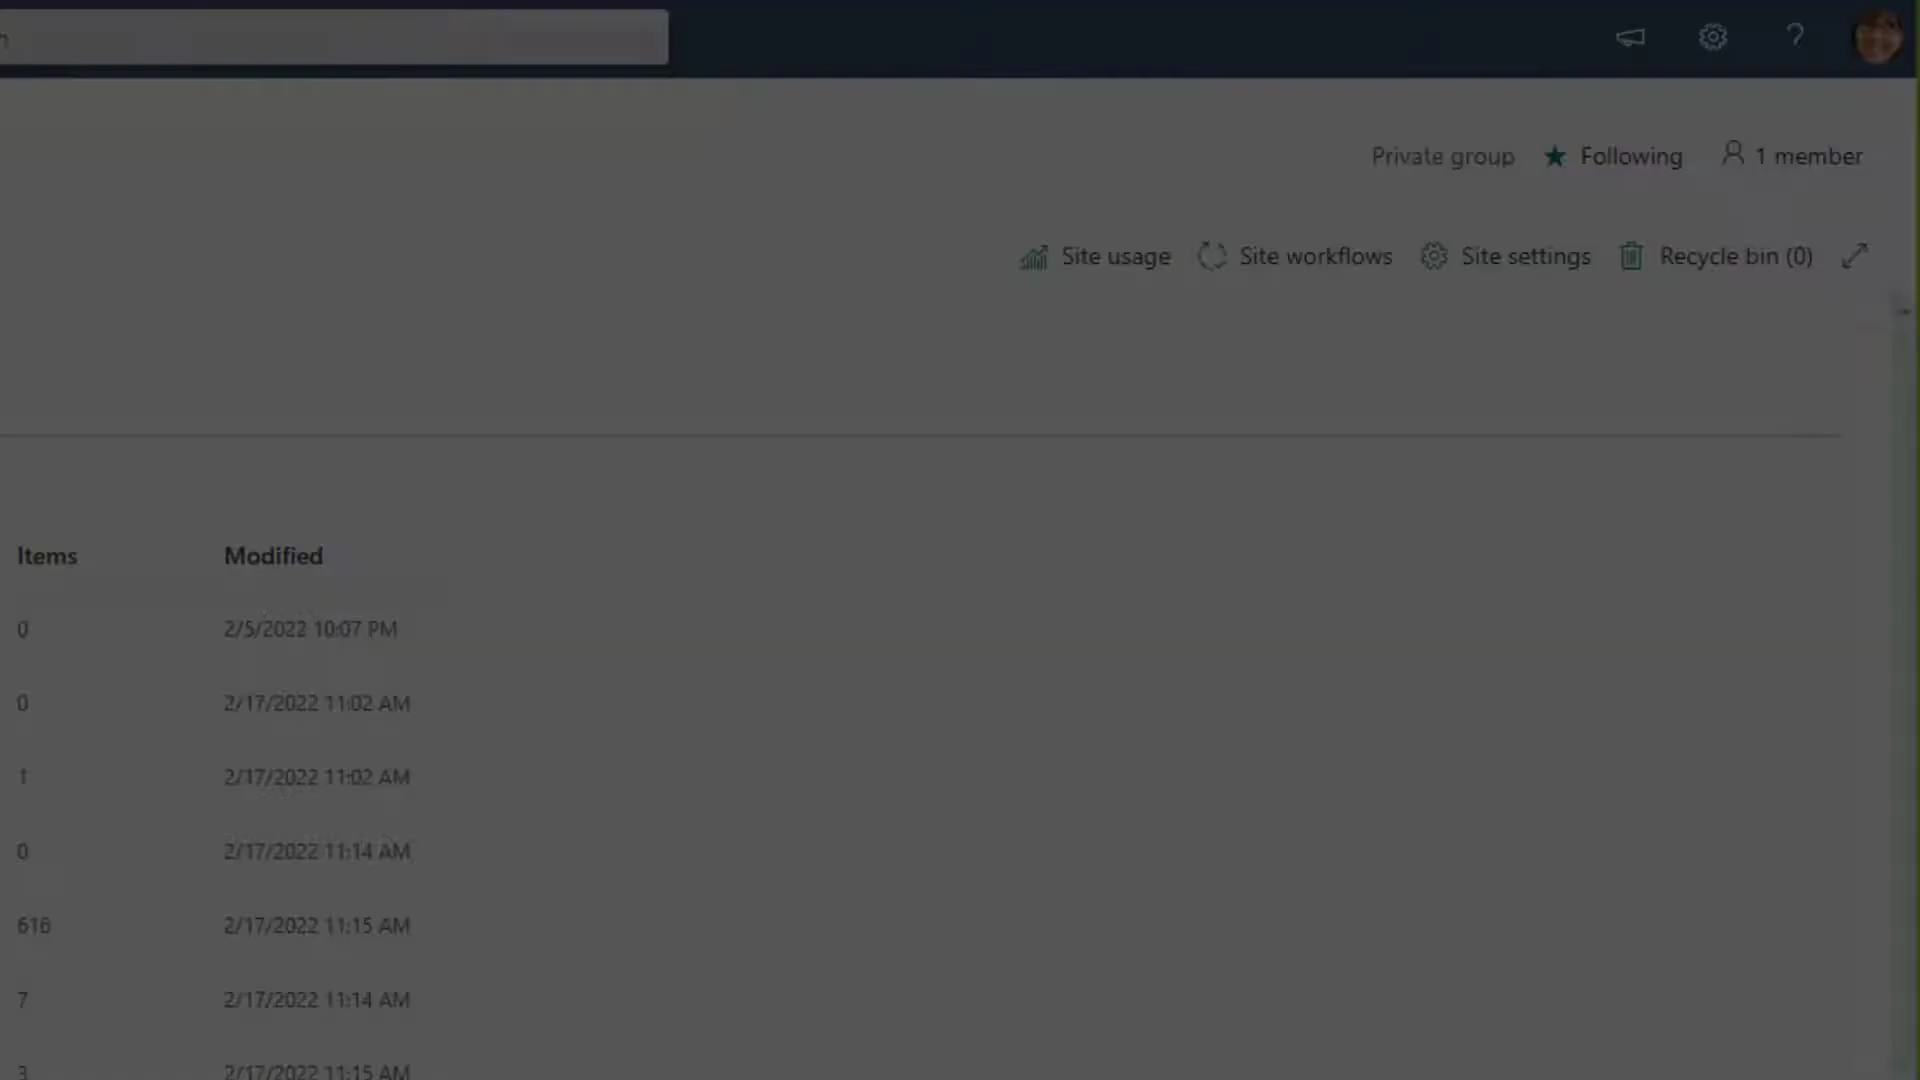 Private group Following 1 member
Site usage Site workflows Site settings Recycle bin (0)
Items Modified
0 2/5/2022 10:07 PM
0 2/17/2022 11:02 AM
1 2/17/2022 11:02 AM
0 2/17/2022 11:14 AM
616 2/17/2022 11:15 AM
7 2/17/2022 11:14 AM
3 2/17/2022 11:15 AM